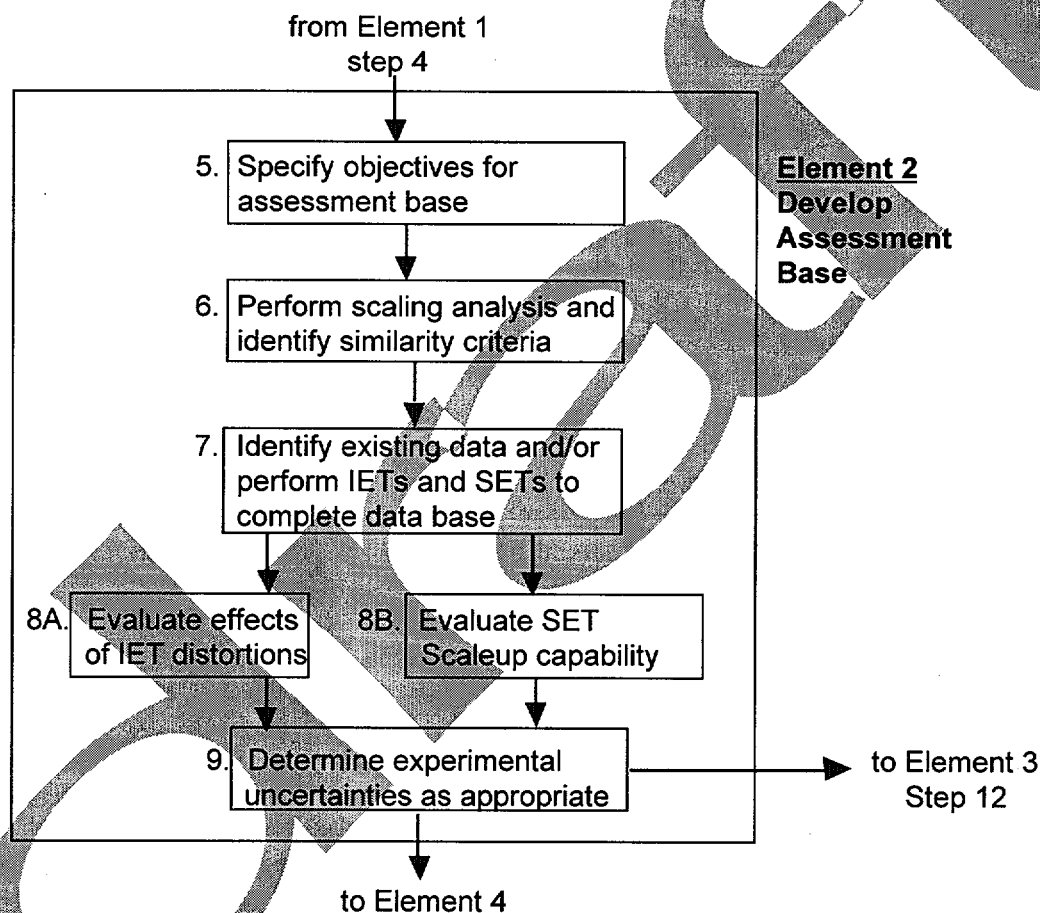 from Element 1
step 4
5. Specify objectives for
assessment base
Element 2
Develop
Assessment
Base
6. Perform scaling analysis and
identify similarity criteria
7. Identify existing data and/or
perform IETs and SETs to
complete data base
8A. Evaluate effects
of IET distortions
8B. Evaluate SET
Scaleup capability
9. Determine experimental
uncertainties as appropriate
to Element 3
Step 12
to Element 4
draft